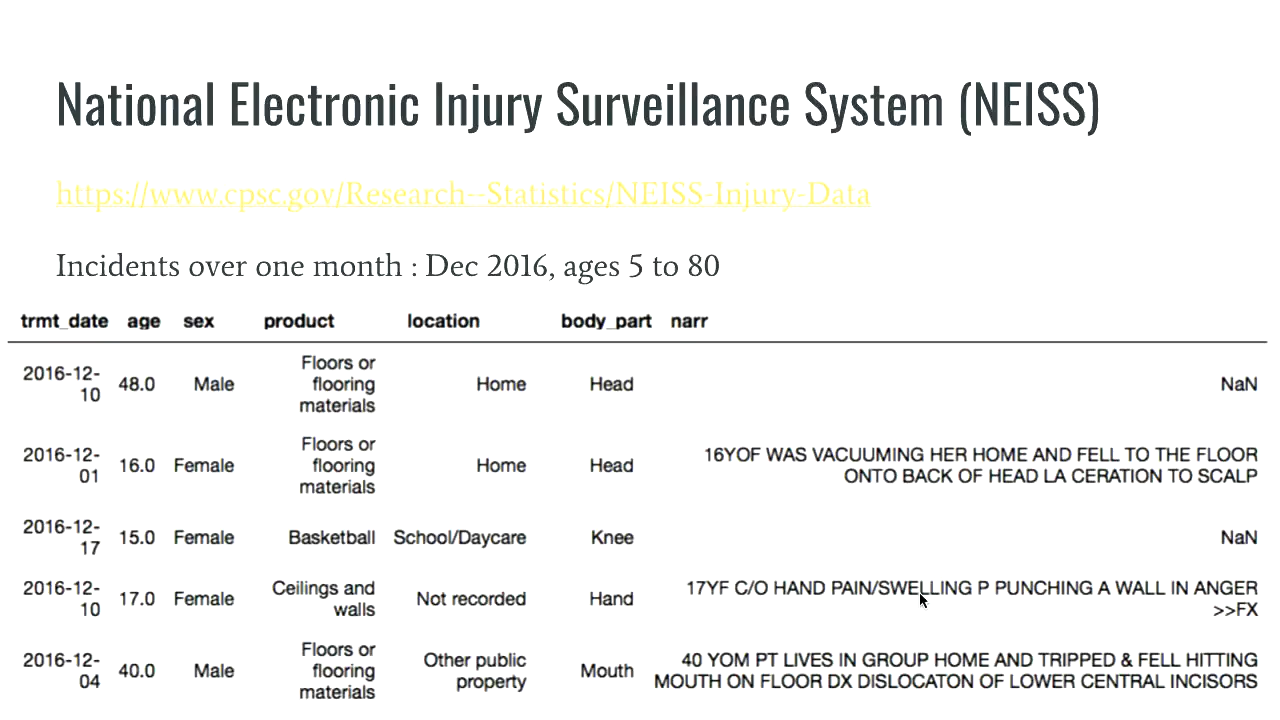 National Electronic Injury Surveillance System (NEISS)
https://www.cpsc.gov/Research--Statistics/NEISS-Injury-Data
Incidents over one month : Dec 2016, ages 5 to 80
trmt_date age sex product location body_part narr
2016-12-10 48.0 Male Floors or flooring materials Home Head NaN
2016-12-01 16.0 Female Floors or flooring materials Home Head 16YOF WAS VACUUMING HER HOME AND FELL TO THE FLOOR ONTO BACK OF HEAD LA CERATION TO SCALP
2016-12-17 15.0 Female Basketball School/Daycare Knee NaN
2016-12-10 17.0 Female Ceilings and walls Not recorded Hand 17YF C/O HAND PAIN/SWELLING P PUNCHING A WALL IN ANGER >>FX
2016-12-04 40.0 Male Floors or flooring materials Other public property Mouth 40 YOM PT LIVES IN GROUP HOME AND TRIPPED & FELL HITTING MOUTH ON FLOOR DX DISLOCATON OF LOWER CENTRAL INCISORS